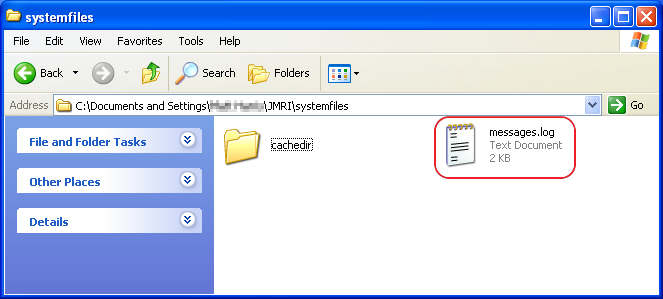 systemfiles
File Edit View Favorites Tools Help
Back Search Folders
Address C:\Documents and Settings\ \JMRI\systemfiles Go
File and Folder Tasks
Other Places
Details
cachedir
messages.log
Text Document
2 KB